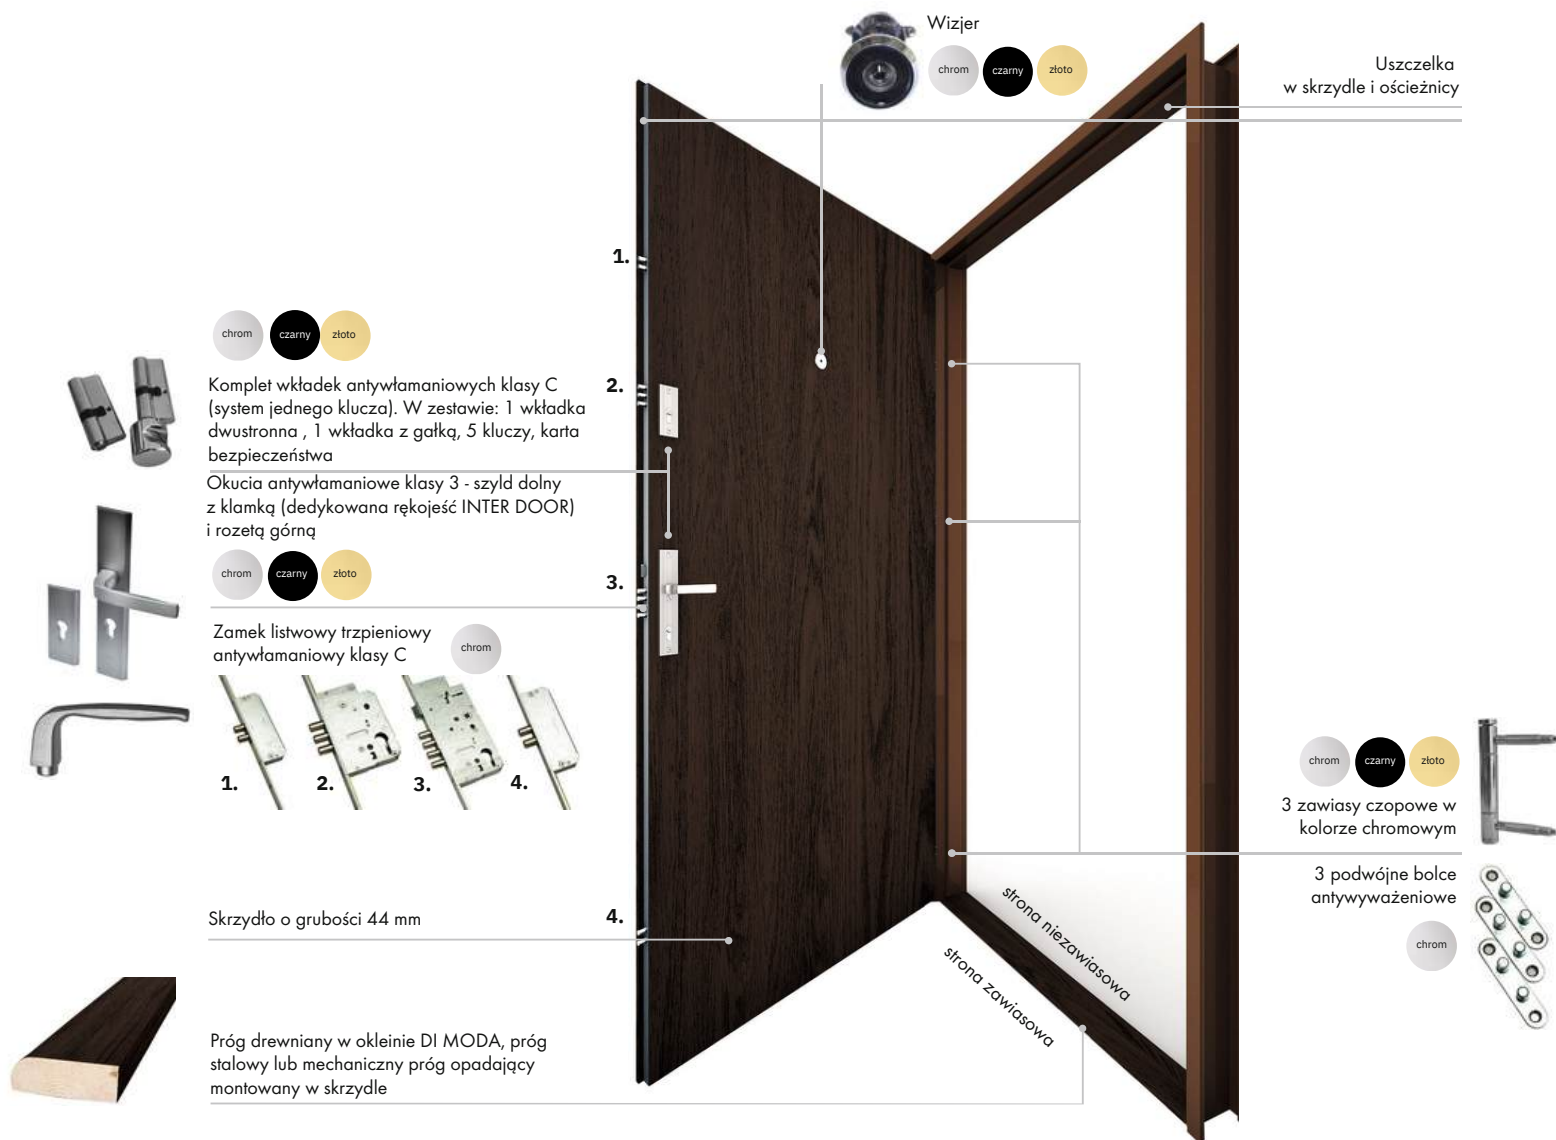 Wizjer
chrom czarny złoto
Uszczelka
w skrzydle i ościeżnicy
1.
chrom czarny złoto
Komplet wkładek antywłamaniowych klasy C
(system jednego klucza). W zestawie: 1 wkładka
dwustronna , 1 wkładka z gałką, 5 kluczy, karta
bezpieczeństwa
2.
Okucia antywłamaniowe klasy 3 - szyld dolny
z klamką (dedykowana rękojeść INTER DOOR)
i rozetą górną
chrom czarny złoto
3.
Zamek listwowy trzpieniowy
antywłamaniowy klasy C
chrom
1. 2. 3. 4.
chrom czarny złoto
3 zawiasy czopowe w
kolorze chromowym
3 podwójne bolce
antywyważeniowe
chrom
Skrzydło o grubości 44 mm
4.
strona niezawiasowa
strona zawiasowa
Próg drewniany w okleinie DI MODA, próg
stalowy lub mechaniczny próg opadający
montowany w skrzydle